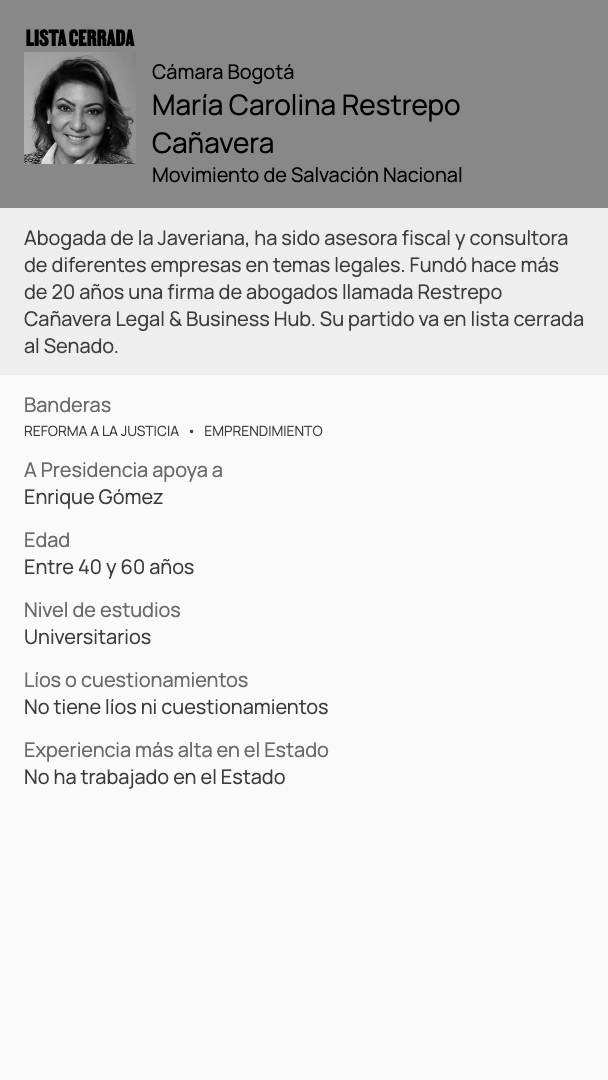 LISTA CERRADA
Cámara Bogotá
María Carolina Restrepo
Cañavera
Movimiento de Salvación Nacional
Abogada de la Javeriana, ha sido asesora fiscal y consultora
de diferentes empresas en temas legales. Fundó hace más
de 20 años una firma de abogados llamada Restrepo
Cañavera Legal & Business Hub. Su partido va en lista cerrada
al Senado.
Banderas
REFORMA A LA JUSTICIA • EMPRENDIMIENTO
A Presidencia apoya a
Enrique Gómez
Edad
Entre 40 y 60 años
Nivel de estudios
Universitarios
Líos o cuestionamientos
No tiene líos ni cuestionamientos
Experiencia más alta en el Estado
No ha trabajado en el Estado